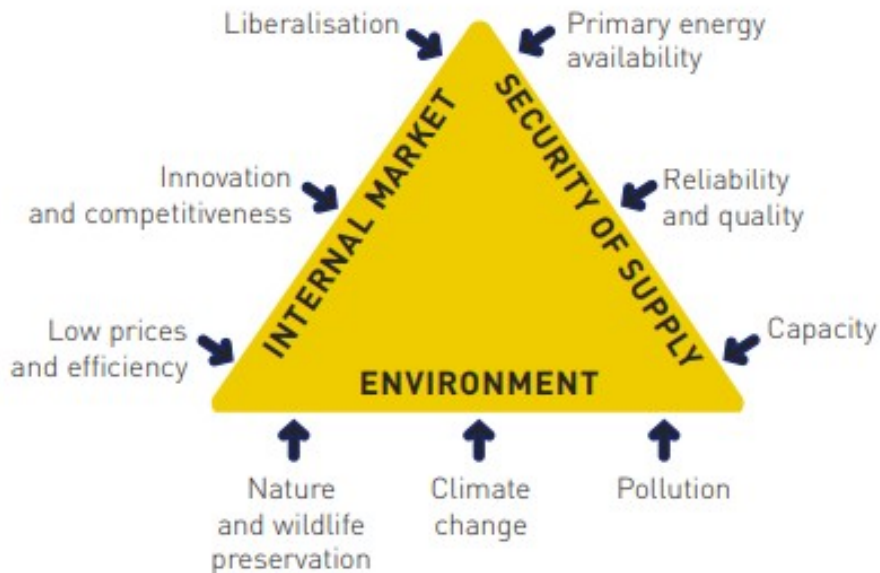 Liberalisation
Primary energy
availability
INTERNAL MARKET
SECURITY OF SUPPLY
Innovation
and competitiveness
Reliability
and quality
Low prices
and efficiency
Capacity
ENVIRONMENT
Nature
and wildlife
preservation
Climate
change
Pollution